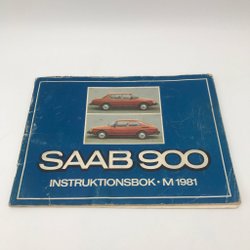 SAAB 900
INSTRUKTIONSBOK • M 1981